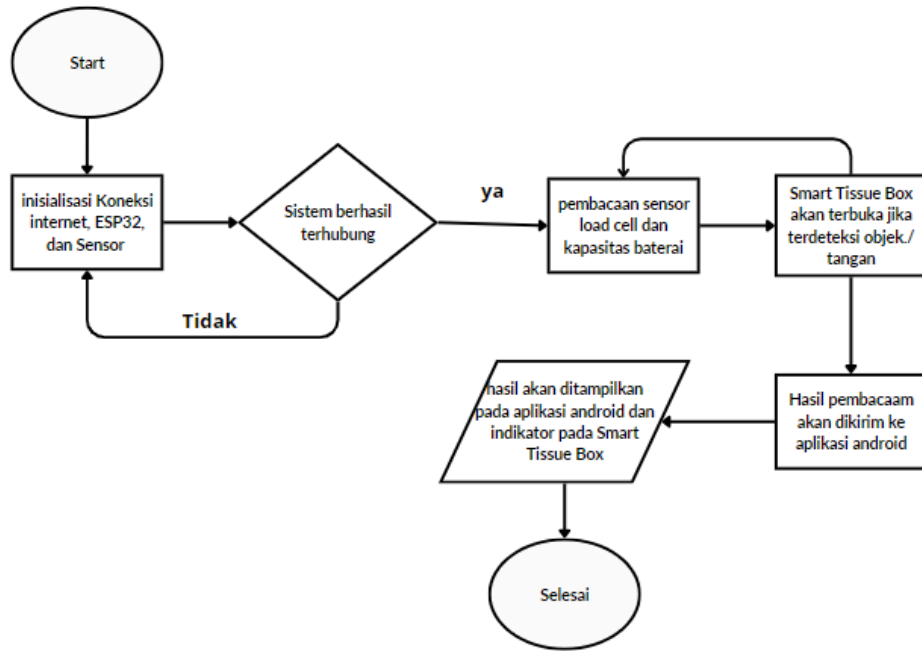 Start
inisialisasi Koneksi
internet, ESP32,
dan Sensor
Sistem berhasil
terhubung
ya
Tidak
pembacaan sensor
load cell dan
kapasitas baterai
Smart Tissue Box
akan terbuka jika
terdeteksi objek./
tangan
Hasil pembacaam
akan dikirim ke
aplikasi android
hasil akan ditampilkan
pada aplikasi android dan
indikator pada Smart
Tissue Box
Selesai